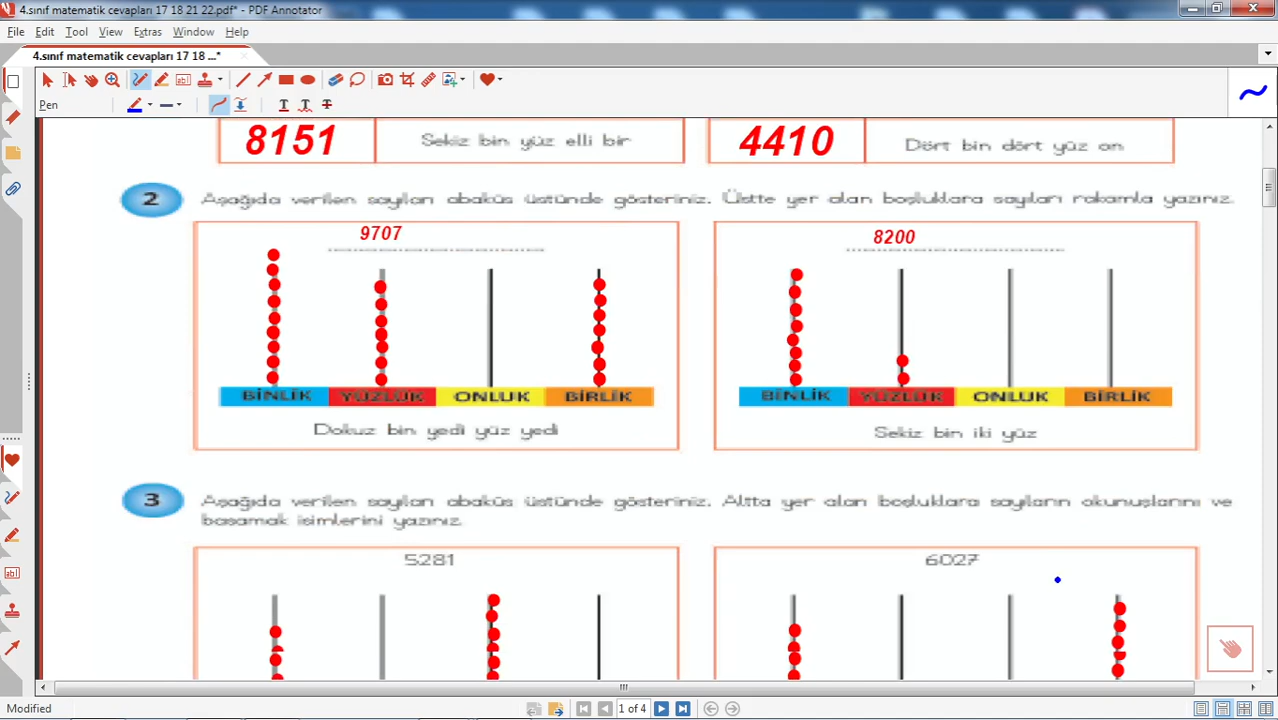 4.sınıf matematik cevapları 17 18 21 22.pdf* - PDF Annotator
File Edit Tool View Extras Window Help
4.sınıf matematik cevapları 17 18 ...*
Pen
8151 Sekiz bin yüz elli bir 4410 Dört bin dört yüz on
2 Aşağıda verilen sayıları abaküs üstünde gösteriniz. Üstte yer alan boşluklara sayıları rakamla yazınız.
9707 8200
BİNLİK YÜZLÜK ONLUK BİRLİK BİNLİK YÜZLÜK ONLUK BİRLİK
Dokuz bin yedi yüz yedi Sekiz bin iki yüz
3 Aşağıda verilen sayıları abaküs üstünde gösteriniz. Altta yer alan boşluklara sayıların okunuşlarını ve
basamak isimlerini yazınız.
5281 6027
Modified 1 of 4